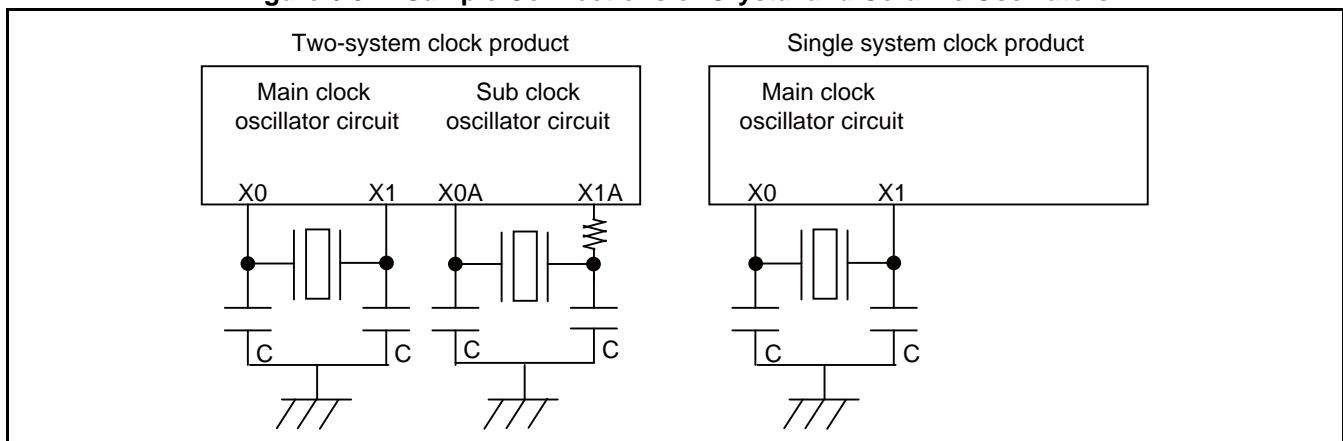 Two-system clock product
Single system clock product
Main clock
oscillator circuit
Sub clock
oscillator circuit
Main clock
oscillator circuit
X0
X1
X0A
X1A
X0
X1
C
C
C
C
C
C